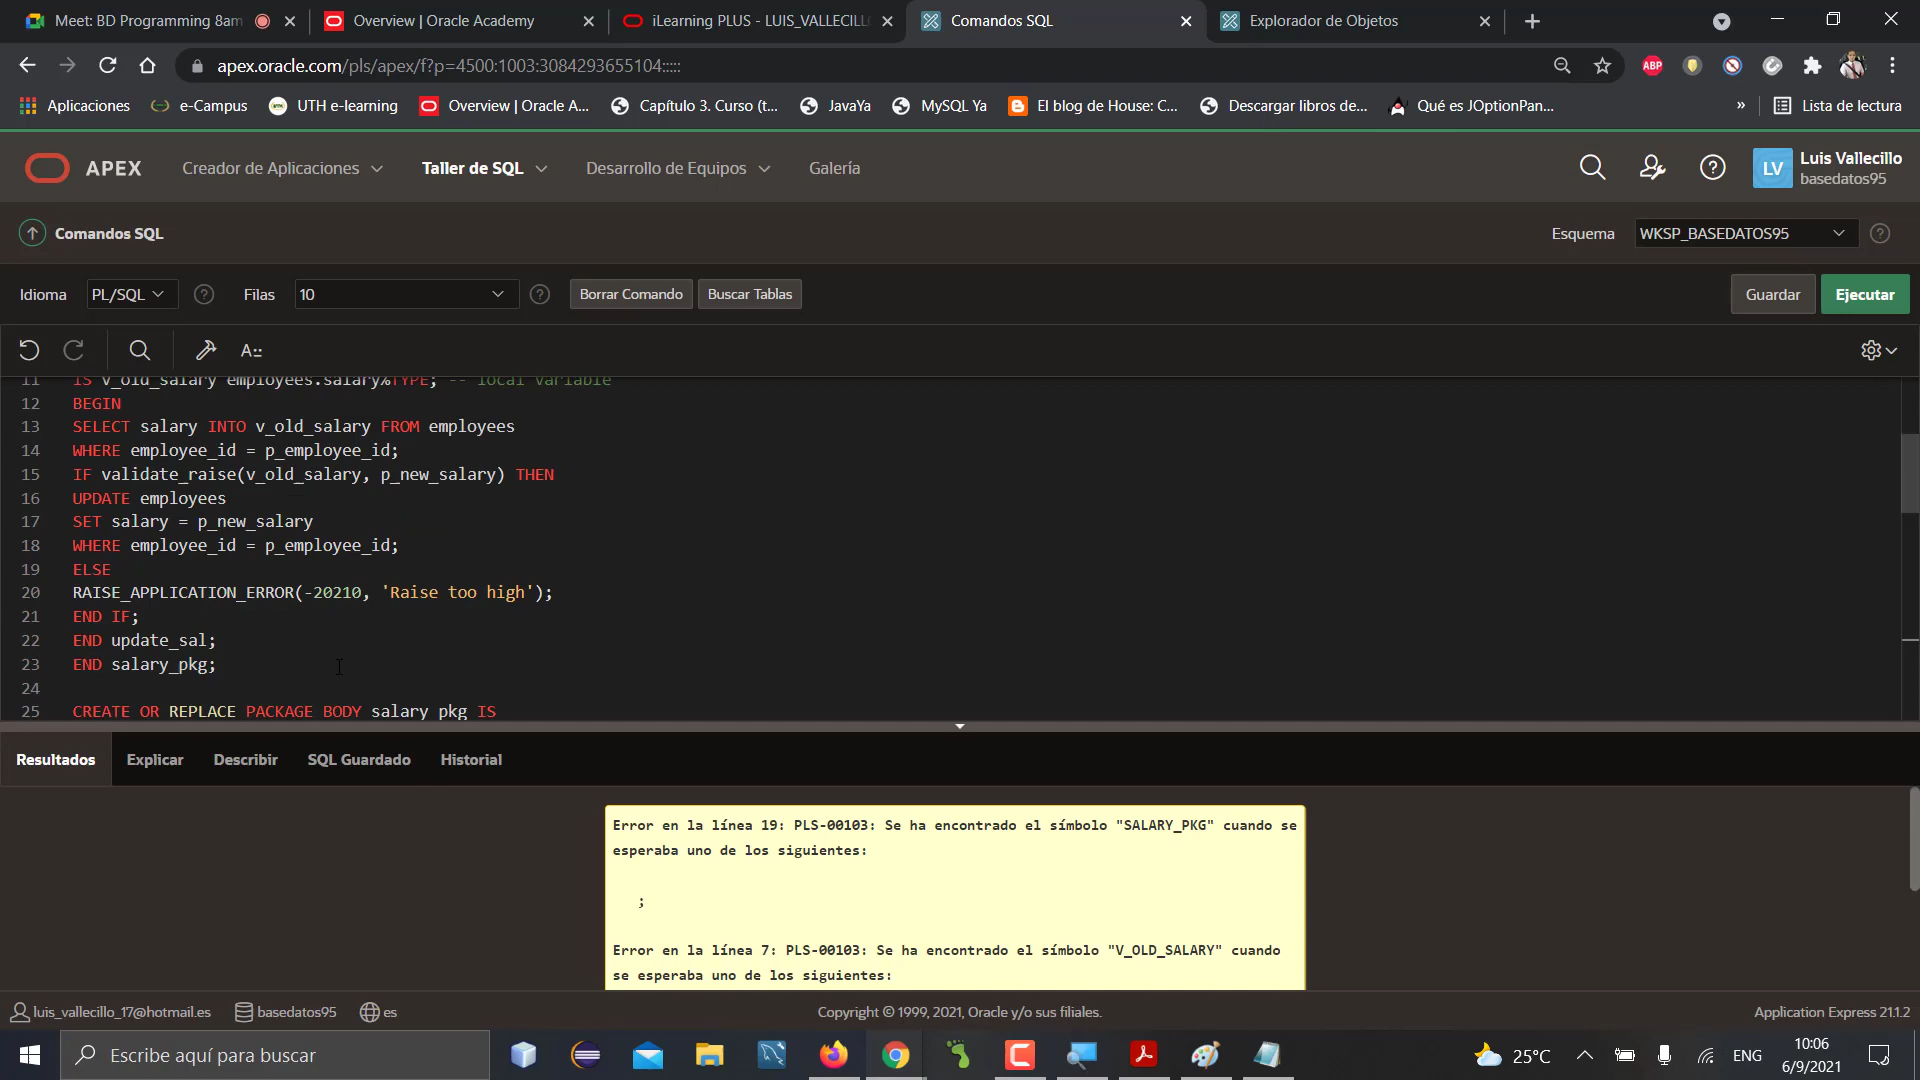 Meet: BD Programming 8am
Overview | Oracle Academy
iLearning PLUS - LUIS_VALLECILLO
Comandos SQL
Explorador de Objetos
apex.oracle.com/pls/apex/f?p=4500:1003:3084293655104:::::
ABP
Aplicaciones
e-Campus
UTH e-learning
Overview | Oracle A...
Capítulo 3. Curso (t...
JavaYa
MySQL Ya
El blog de House: C...
Descargar libros de...
Qué es JOptionPan...
»
Lista de lectura
APEX
Creador de Aplicaciones
Taller de SQL
Desarrollo de Equipos
Galería
LV
Luis Vallecillo
basedatos95
Comandos SQL
Esquema
WKSP_BASEDATOS95
Idioma
PL/SQL
Filas
10
Borrar Comando
Buscar Tablas
Guardar
Ejecutar
11 IS v_old_salary employees.salary%TYPE; -- local variable
12 BEGIN
13 SELECT salary INTO v_old_salary FROM employees
14 WHERE employee_id = p_employee_id;
15 IF validate_raise(v_old_salary, p_new_salary) THEN
16 UPDATE employees
17 SET salary = p_new_salary
18 WHERE employee_id = p_employee_id;
19 ELSE
20 RAISE_APPLICATION_ERROR(-20210, 'Raise too high');
21 END IF;
22 END update_sal;
23 END salary_pkg;
24
25 CREATE OR REPLACE PACKAGE BODY salary_pkg IS
Resultados
Explicar
Describir
SQL Guardado
Historial
Error en la línea 19: PLS-00103: Se ha encontrado el símbolo "SALARY_PKG" cuando se
esperaba uno de los siguientes:
;
Error en la línea 7: PLS-00103: Se ha encontrado el símbolo "V_OLD_SALARY" cuando
se esperaba uno de los siguientes:
luis_vallecillo_17@hotmail.es
basedatos95
es
Copyright © 1999, 2021, Oracle y/o sus filiales.
Application Express 21.1.2
Escribe aquí para buscar
25°C
ENG
10:06
6/9/2021